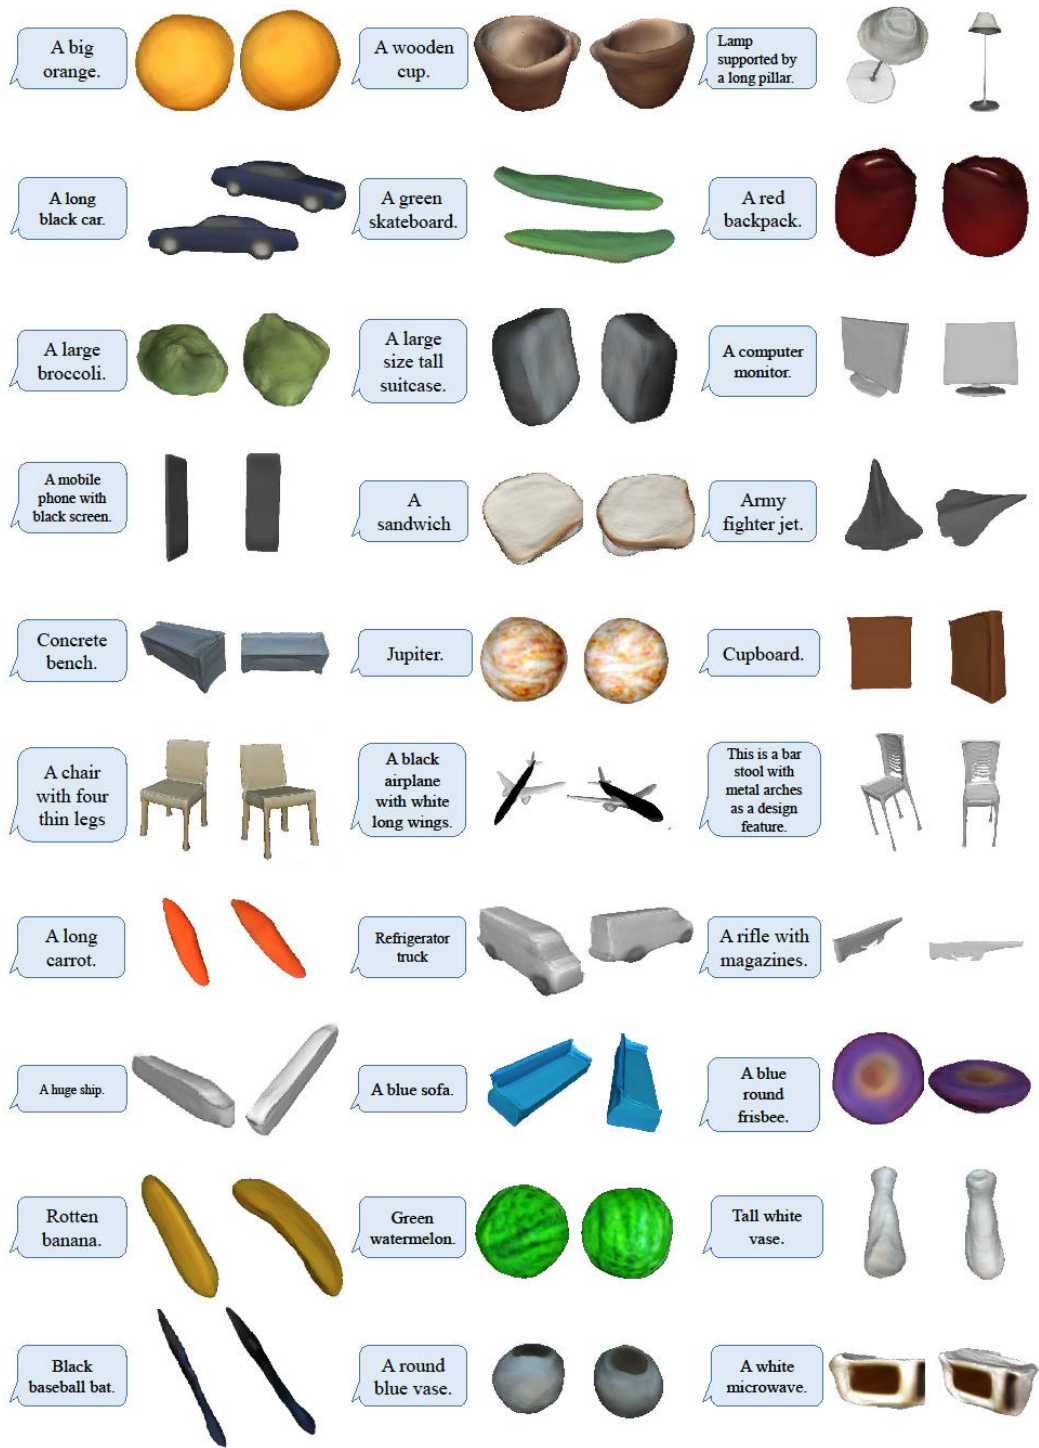 A big
orange.
A wooden
cup.
Lamp
supported by
a long pillar.
A long
black car.
A green
skateboard.
A red
backpack.
A large
broccoli.
A large
size tall
suitcase.
A computer
monitor.
A mobile
phone with
black screen.
A
sandwich
Army
fighter jet.
Concrete
bench.
Jupiter.
Cupboard.
A chair
with four
thin legs
A black
airplane
with white
long wings.
This is a bar
stool with
metal arches
as a design
feature.
A long
carrot.
Refrigerator
truck
A rifle with
magazines.
A huge ship.
A blue sofa.
A blue
round
frisbee.
Rotten
banana.
Green
watermelon.
Tall white
vase.
Black
baseball bat.
A round
blue vase.
A white
microwave.